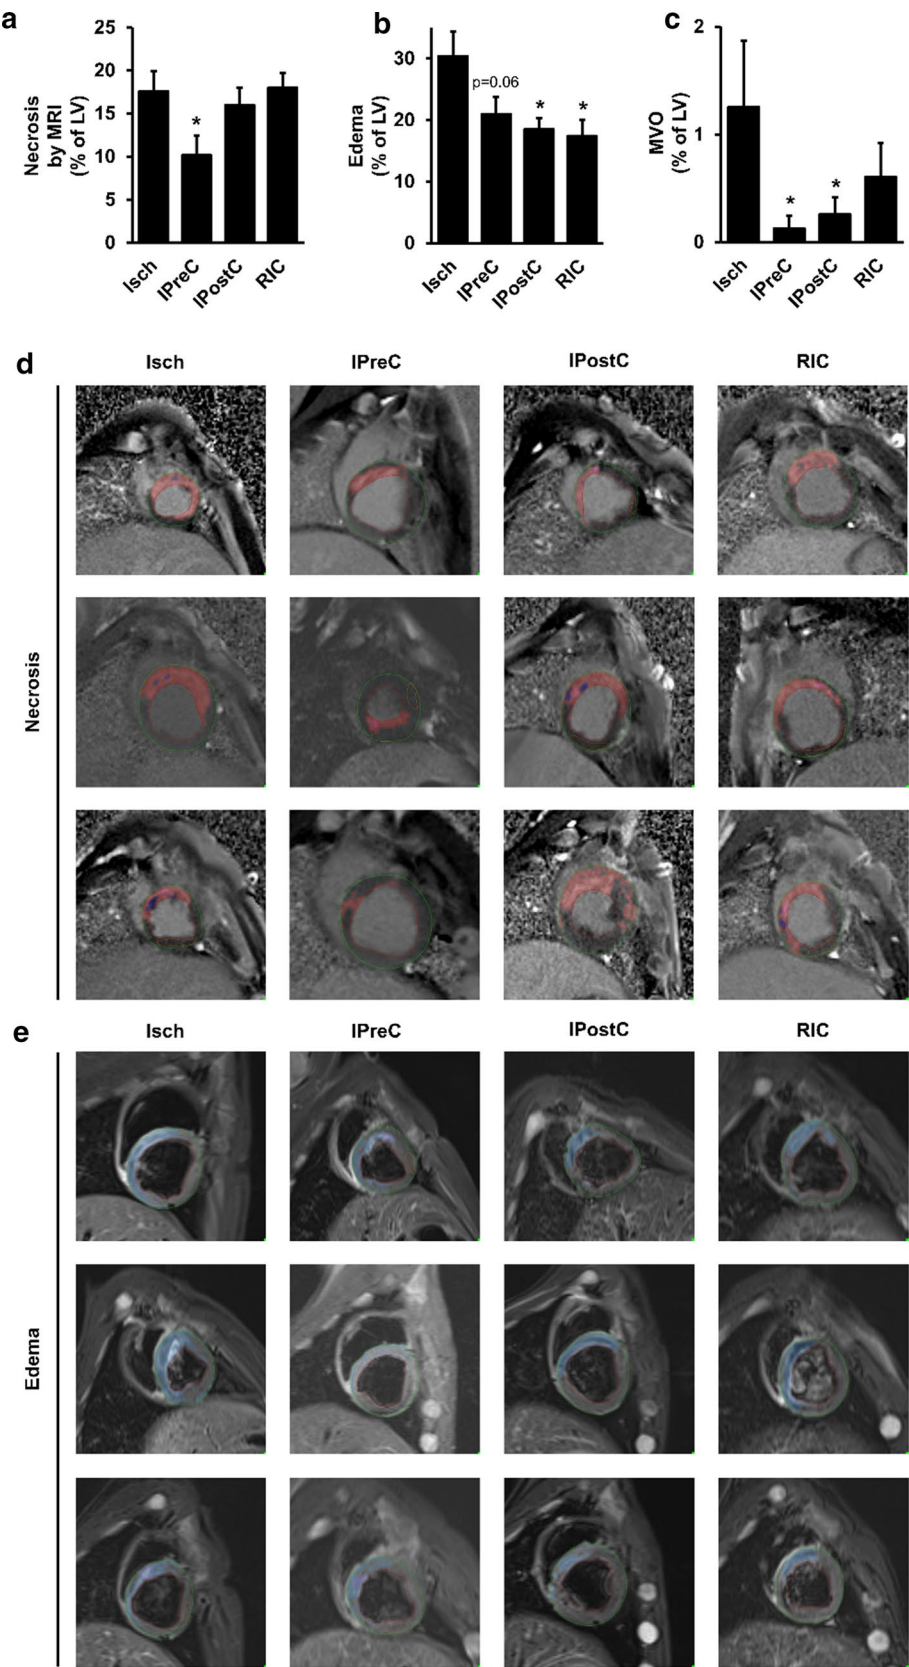 a
25
20
15
10
5
0
Necrosis
by MRI
(% of LV)
*
Isch
IPreC
IPostC
RIC
b
30
20
10
0
Edema
(% of LV)
p=0.06
*
*
Isch
IPreC
IPostC
RIC
c
2
1
0
MVO
(% of LV)
*
*
Isch
IPreC
IPostC
RIC
d
Isch
IPreC
IPostC
RIC
Necrosis
e
Isch
IPreC
IPostC
RIC
Edema